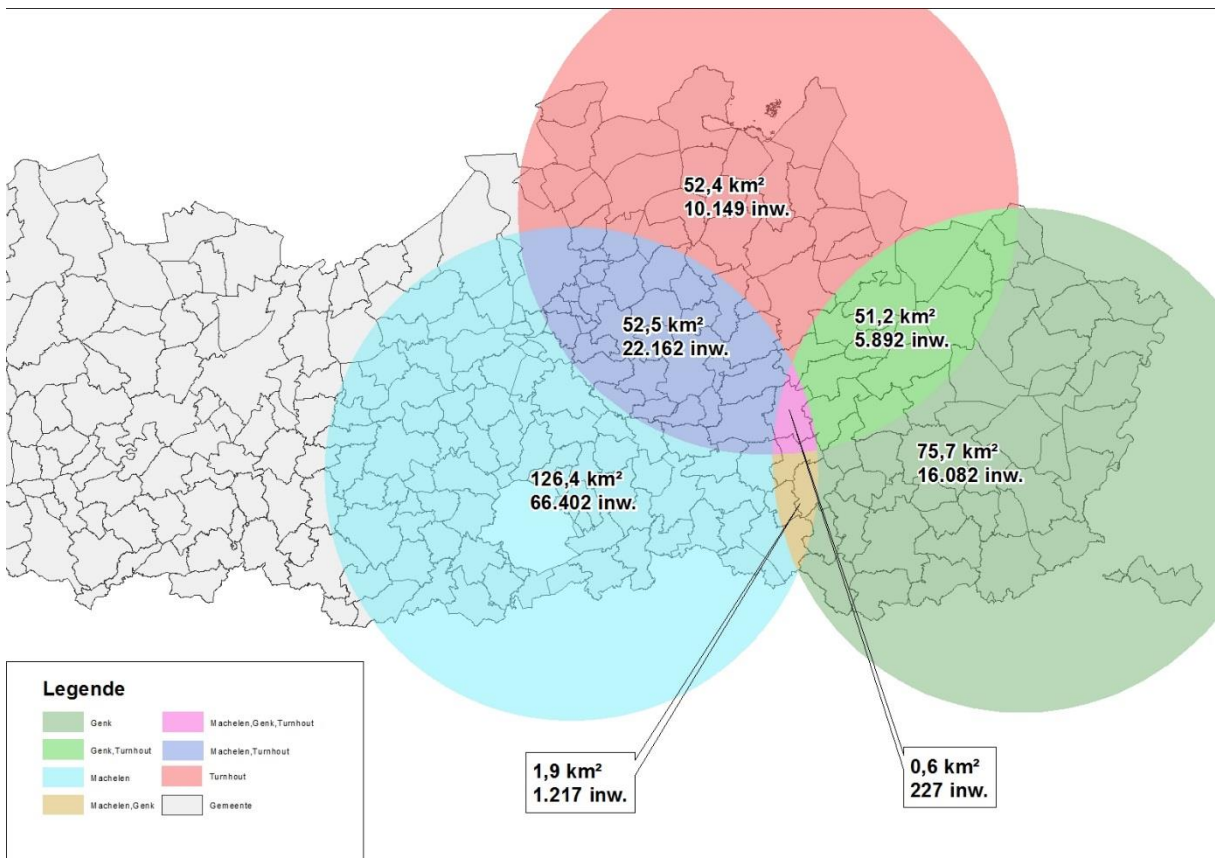 52,4 km²
10.149 inw.
52,5 km²
22.162 inw.
51,2 km²
5.892 inw.
126,4 km²
66.402 inw.
75,7 km²
16.082 inw.
1,9 km²
1.217 inw.
0,6 km²
227 inw.
Legende
Genk
Genk,Turnhout
Machelen
Machelen,Genk
Machelen,Genk,Turnhout
Machelen,Turnhout
Turnhout
Gemeente